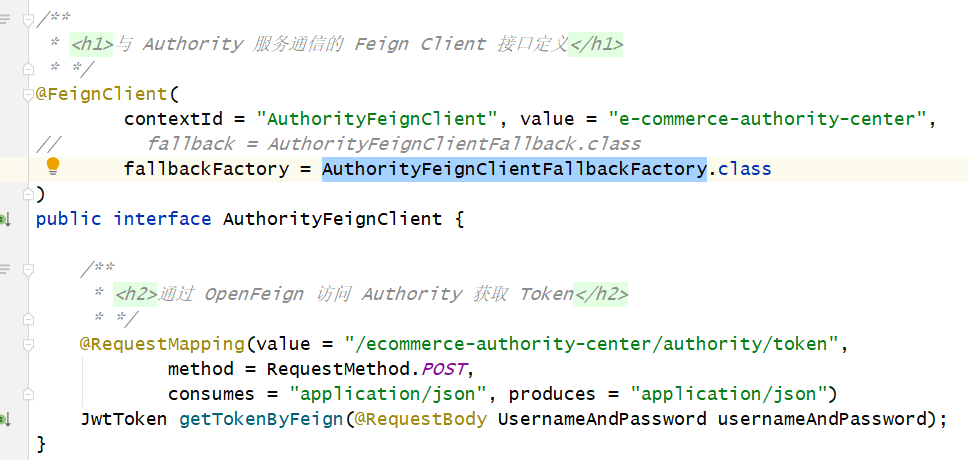 /**
 * <h1>与 Authority 服务通信的 Feign Client 接口定义</h1>
 * */
@FeignClient(
        contextId = "AuthorityFeignClient", value = "e-commerce-authority-center",
//        fallback = AuthorityFeignClientFallback.class
        fallbackFactory = AuthorityFeignClientFallbackFactory.class
)
public interface AuthorityFeignClient {
    /**
     * <h2>通过 OpenFeign 访问 Authority 获取 Token</h2>
     * */
    @RequestMapping(value = "/ecommerce-authority-center/authority/token",
            method = RequestMethod.POST,
            consumes = "application/json", produces = "application/json")
    JwtToken getTokenByFeign(@RequestBody UsernameAndPassword usernameAndPassword);
}